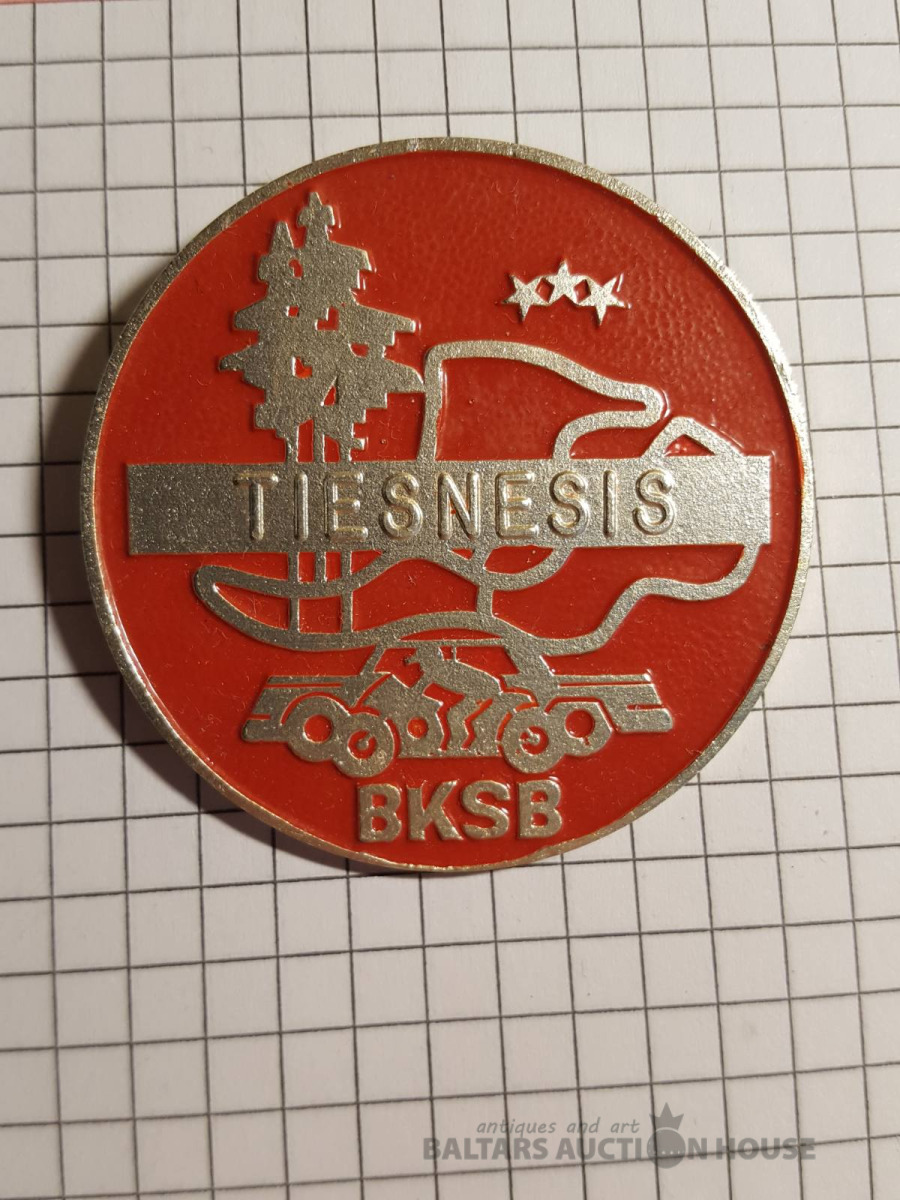 TIESNESIS
BKSB
antiques and art
BALTARS AUCTION HOUSE